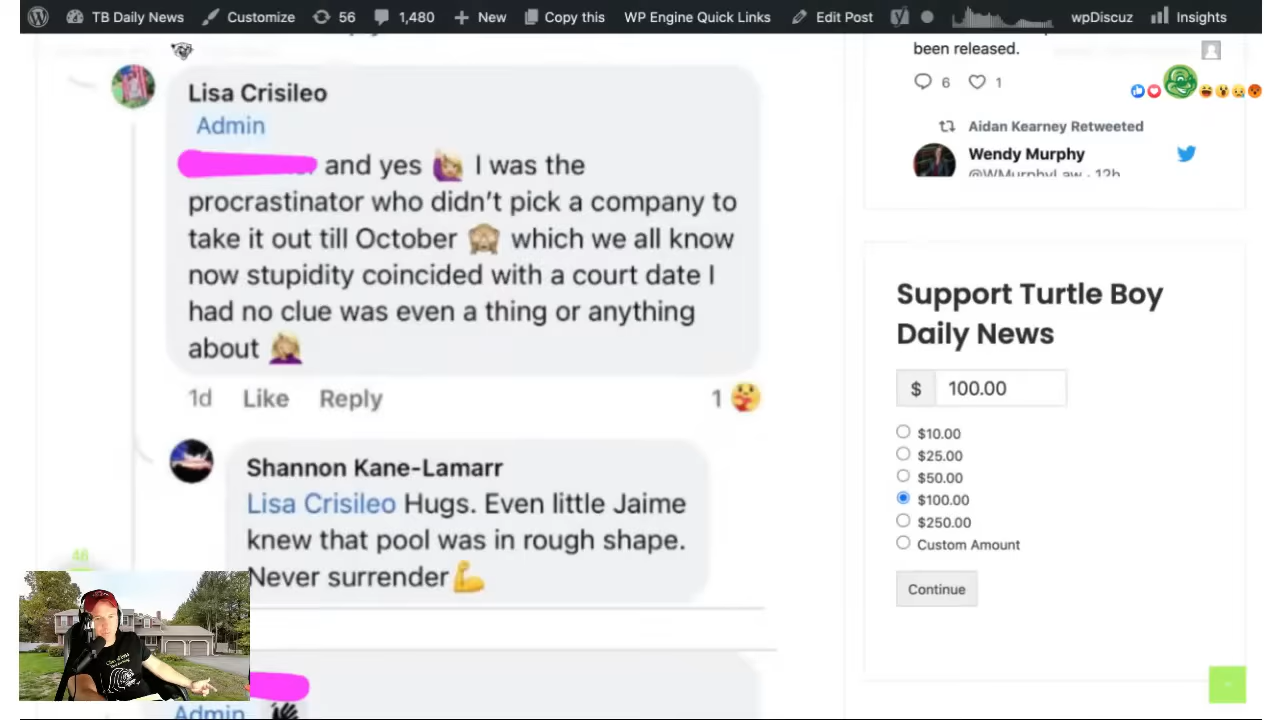 TB Daily News Customize 56 1,480 New Copy this WP Engine Quick Links Edit Post wpDiscuz Insights
Lisa Crisileo
Admin
and yes I was the
procrastinator who didn't pick a company to
take it out till October which we all know
now stupidity coincided with a court date I
had no clue was even a thing or anything
about
1d Like Reply 1
Shannon Kane-Lamarr
Lisa Crisileo Hugs. Even little Jaime
knew that pool was in rough shape.
Never surrender
Admin
been released.
6 1
Aidan Kearney Retweeted
Wendy Murphy
@WMurphyLaw · 12h
Support Turtle Boy
Daily News
$ 100.00
$10.00
$25.00
$50.00
$100.00
$250.00
Custom Amount
Continue
46